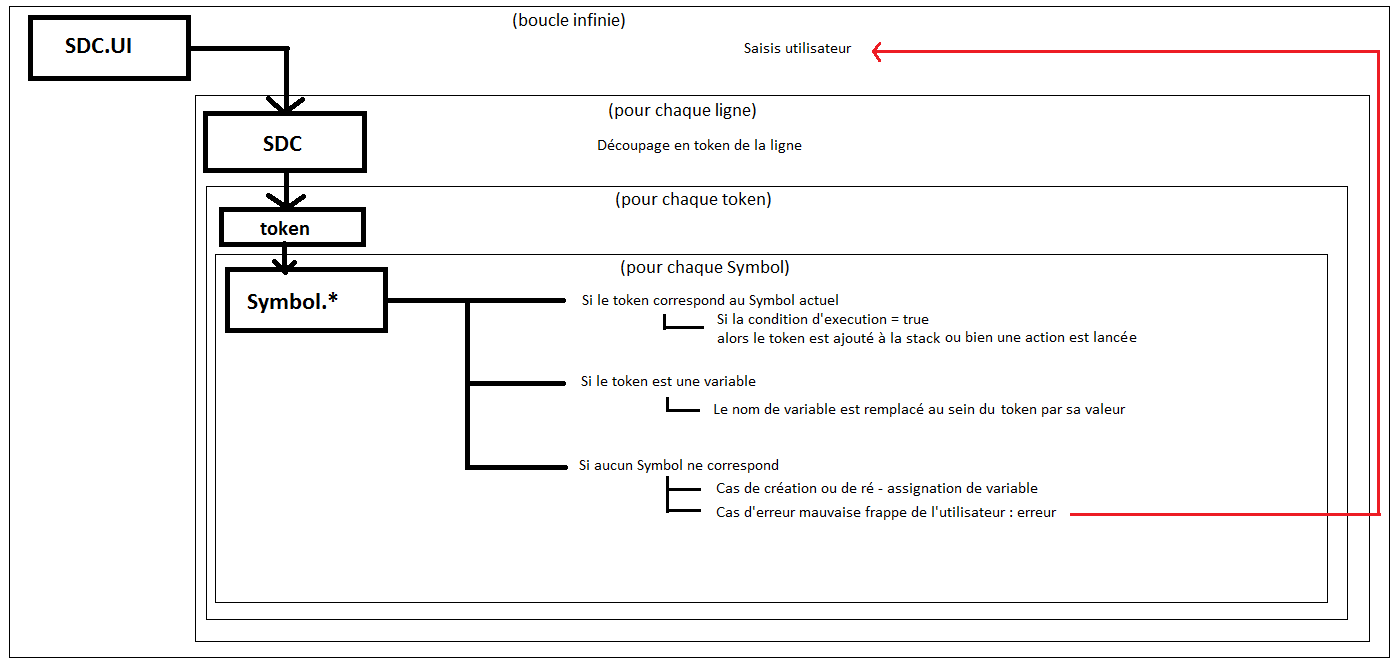 (boucle infinie)
SDC.UI
Saisis utilisateur
(pour chaque ligne)
SDC
Découpage en token de la ligne
(pour chaque token)
token
(pour chaque Symbol)
Symbol.*
Si le token correspond au Symbol actuel
Si la condition d'execution = true
alors le token est ajouté à la stack ou bien une action est lancée
Si le token est une variable
Le nom de variable est remplacé au sein du token par sa valeur
Si aucun Symbol ne correspond
Cas de création ou de ré - assignation de variable
Cas d'erreur mauvaise frappe de l'utilisateur : erreur